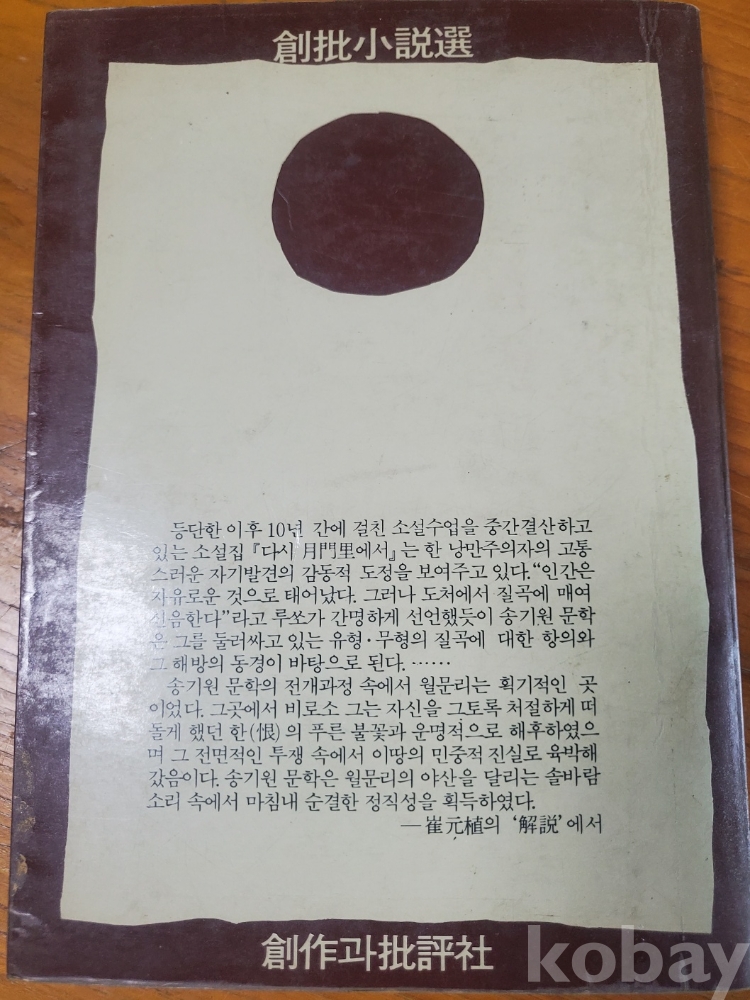 創批小説選
등단한 이후 10년 간에 걸친 소설수업을 중간결산하고
있는 소설집 『다시 月門里에서』는 한 낭만주의자의 고통
스러운 자기발견의 감동적 도정을 보여주고 있다. “인간은
자유로운 것으로 태어났다. 그러나 도처에서 질곡에 매여
신음한다”라고 루쏘가 간명하게 선언했듯이 송기원 문학
은 그를 둘러싸고 있는 유형·무형의 질곡에 대한 항의와
그 해방의 동경이 바탕으로 된다. ……
송기원 문학의 전개과정 속에서 월문리는 획기적인 곳
이었다. 그곳에서 비로소 그는 자신을 그토록 처절하게 떠
돌게 했던 한(恨)의 푸른 불꽃과 운명적으로 해후하였으
며 그 전면적인 투쟁 속에서 이땅의 민중적 진실로 육박해
갔음이다. 송기원 문학은 월문리의 야산을 달리는 솔바람
소리 속에서 마침내 순결한 정직성을 획득하였다.
—崔元植의 ‘解説’에서
創作과批評社
kobay